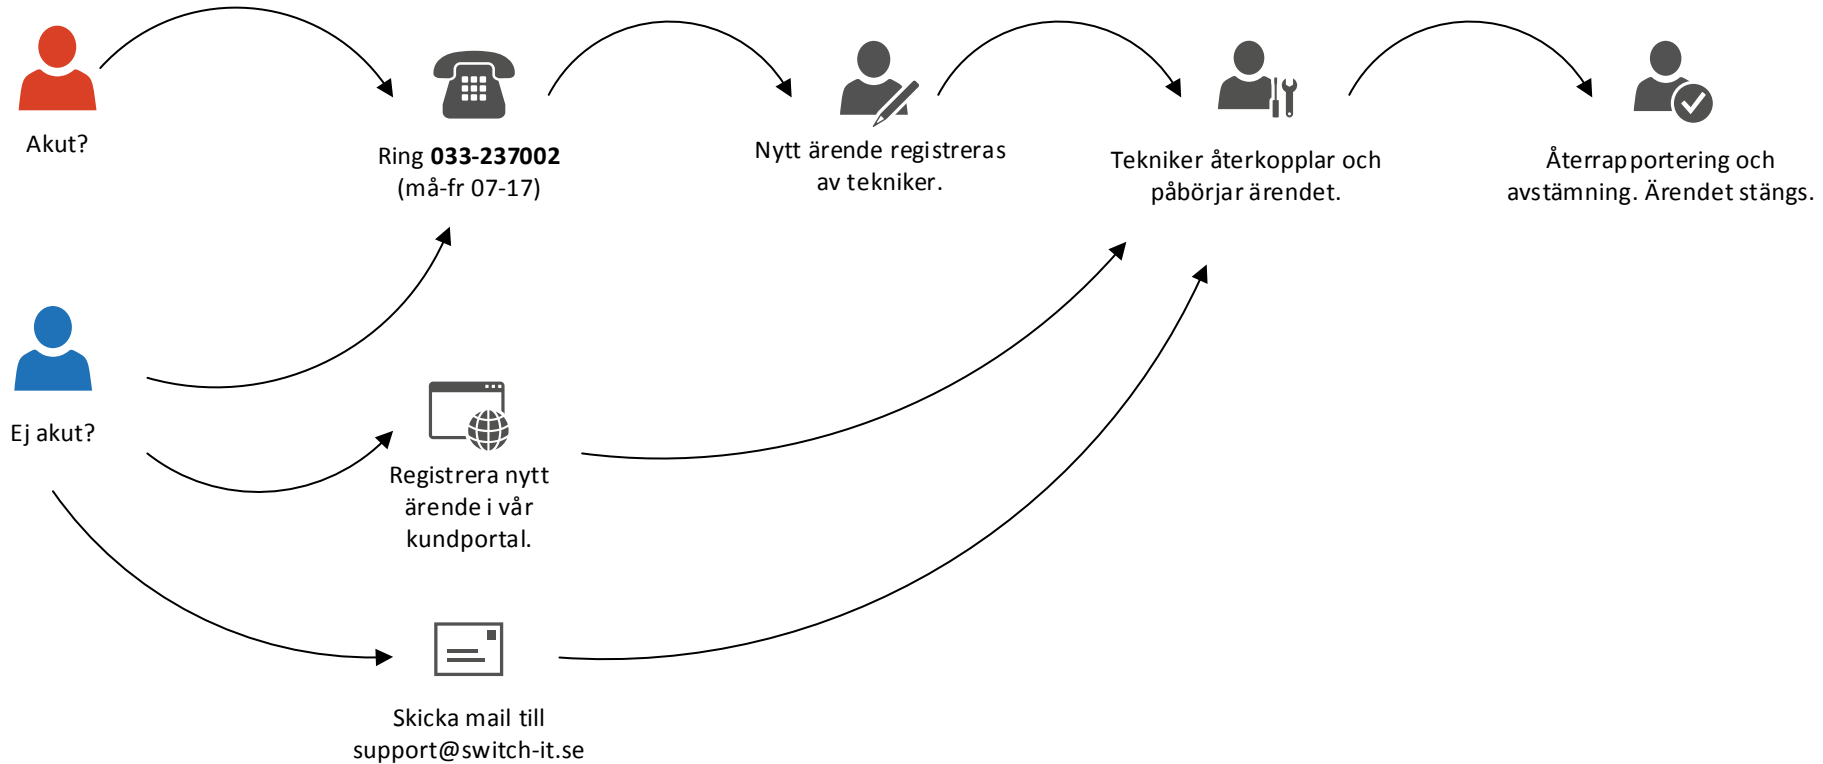 Akut?
Ring 033-237002
(må-fr 07-17)
Nytt ärende registreras
av tekniker.
Tekniker återkopplar och
påbörjar ärendet.
Återrapportering och
avstämning. Ärendet stängs.
Ej akut?
Registrera nytt
ärende i vår
kundportal.
Skicka mail till
support@switch-it.se